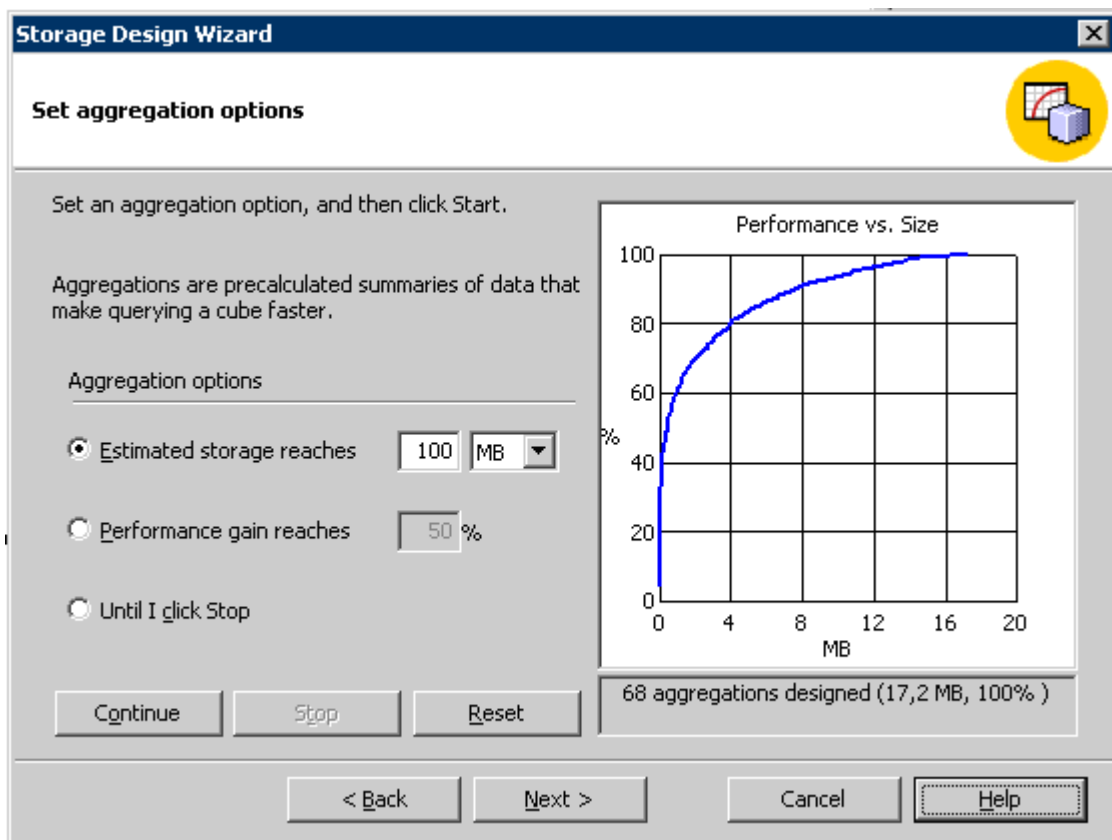 Storage Design Wizard
Set aggregation options
Set an aggregation option, and then click Start.
Aggregations are precalculated summaries of data that
make querying a cube faster.
Aggregation options
Estimated storage reaches 100 MB
Performance gain reaches 50 %
Until I click Stop
Continue Stop Reset
Performance vs. Size
100
80
60
%
40
20
0
0 4 8 12 16 20
MB
68 aggregations designed (17,2 MB, 100% )
< Back Next > Cancel Help